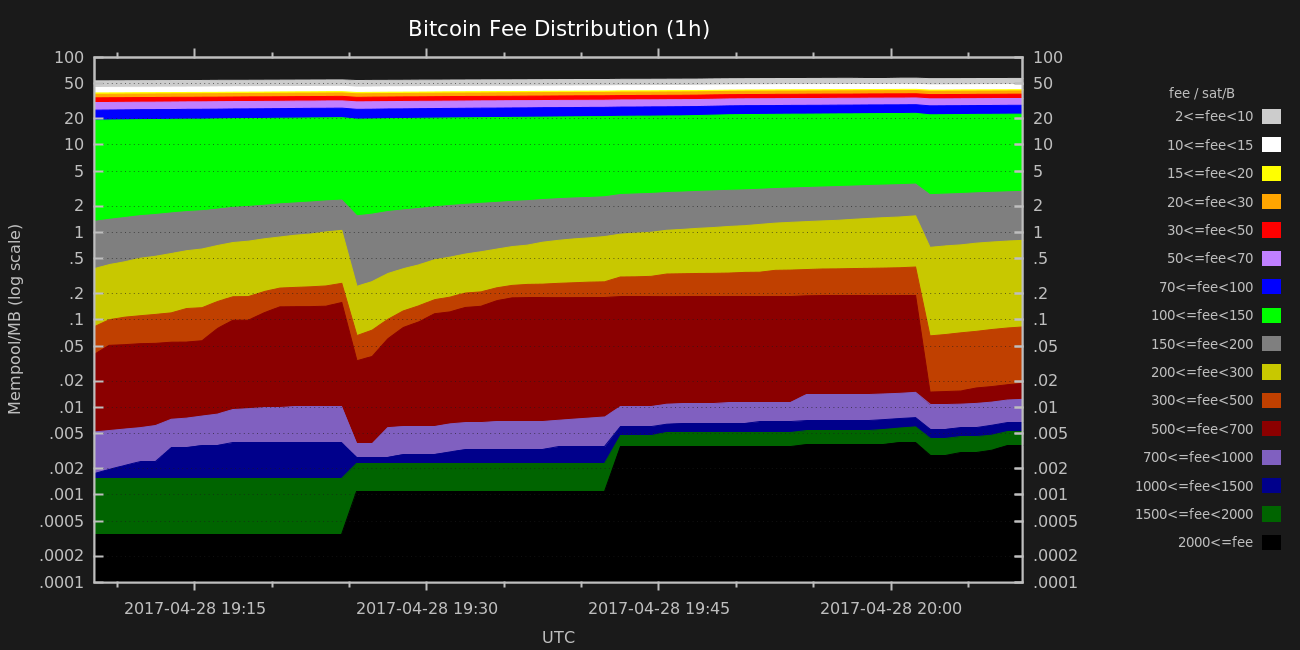 Bitcoin Fee Distribution (1h)
Mempool/MB (log scale)
100
50
20
10
5
2
1
.5
.2
.1
.05
.02
.01
.005
.002
.001
.0005
.0002
.0001
100
50
20
10
5
2
1
.5
.2
.1
.05
.02
.01
.005
.002
.001
.0005
.0002
.0001
2017-04-28 19:15 2017-04-28 19:30 2017-04-28 19:45 2017-04-28 20:00
UTC
fee / sat/B
2<=fee<10
10<=fee<15
15<=fee<20
20<=fee<30
30<=fee<50
50<=fee<70
70<=fee<100
100<=fee<150
150<=fee<200
200<=fee<300
300<=fee<500
500<=fee<700
700<=fee<1000
1000<=fee<1500
1500<=fee<2000
2000<=fee